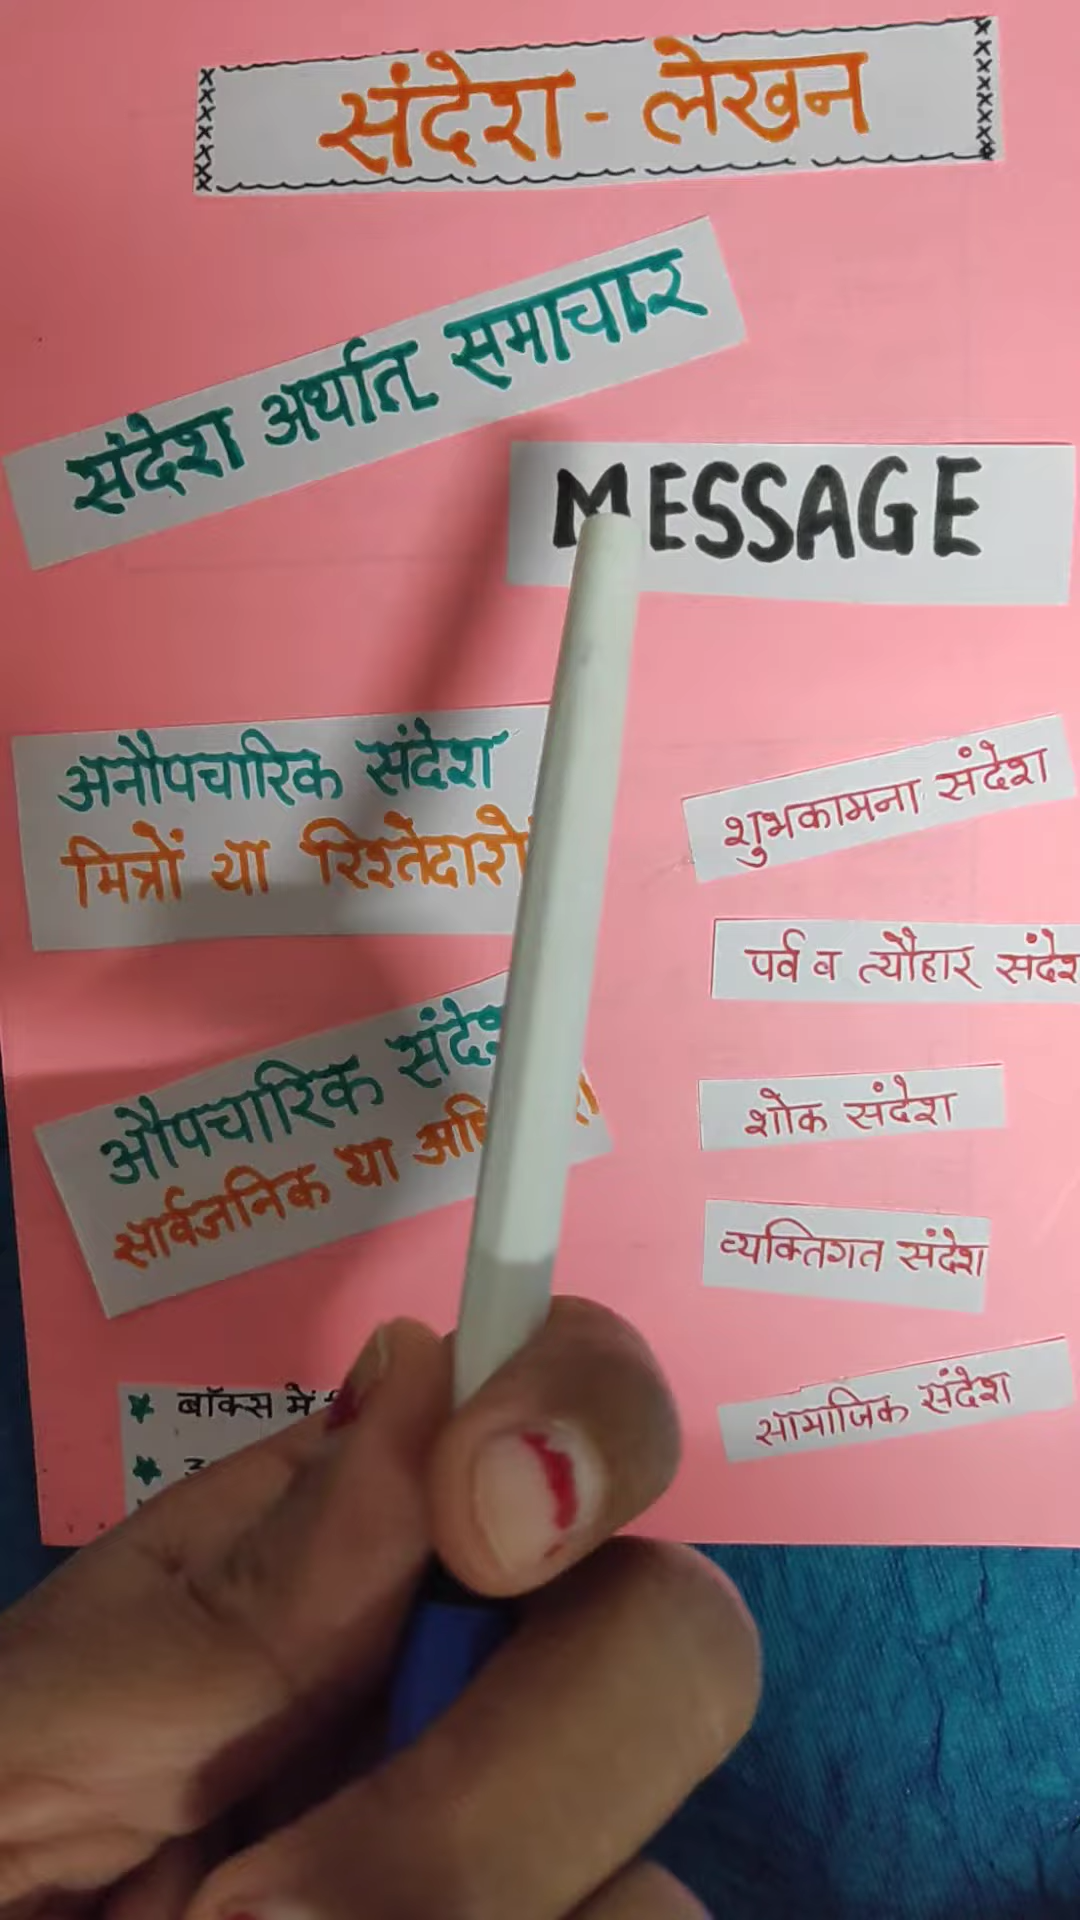 संदेश - लेखन
संदेश अर्थात् समाचार
MESSAGE
अनौपचारिक संदेश
मित्रों या रिश्तेदारो
औपचारिक
सार्वजनिक या
शुभकामना संदेश
पर्व व त्यौहार
शोक संदेश
व्यक्तिगत संदेश
सामाजिक संदेश
बॉक्स में